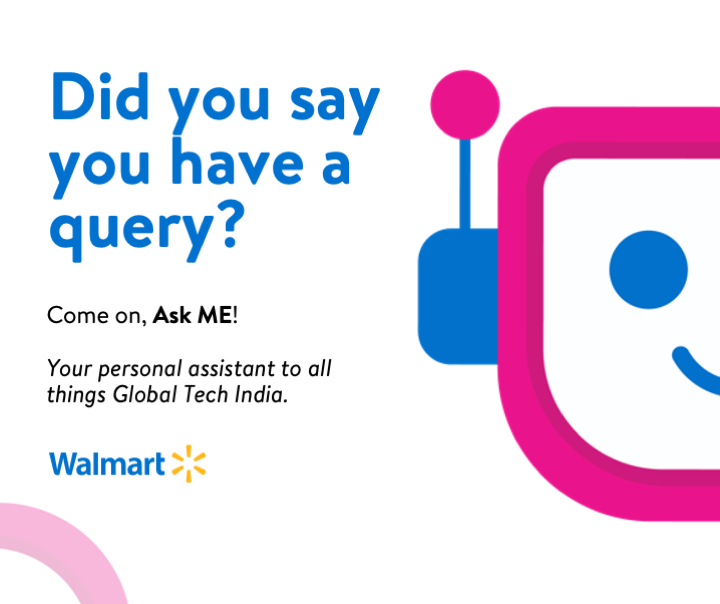 Did you say
you have a
query?
Come on, Ask ME!
Your personal assistant to all
things Global Tech India.
Walmart